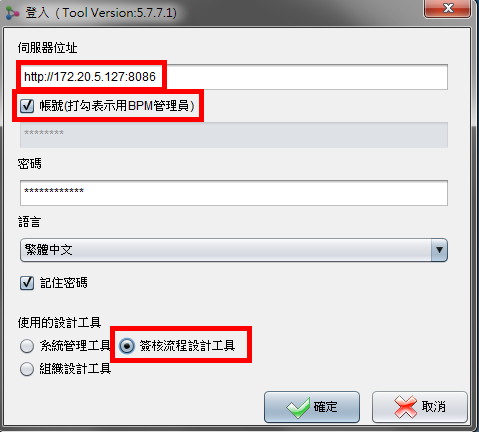 登入（Tool Version:5.7.7.1）
伺服器位址
http://172.20.5.127:8086
帳號(打勾表示用BPM管理員)
********
密碼
************
語言
繁體中文
記住密碼
使用的設計工具
系統管理工具 簽核流程設計工具
組織設計工具
確定 取消